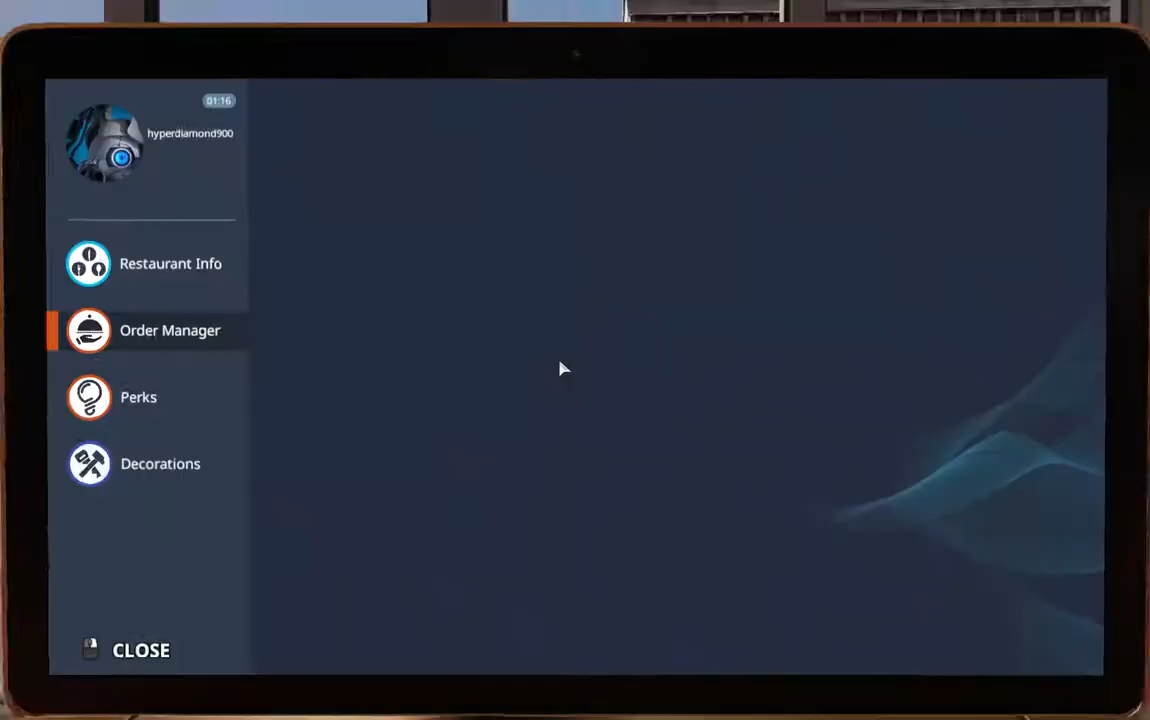 01:16
hyperdiamond900
Restaurant Info
Order Manager
Perks
Decorations
CLOSE